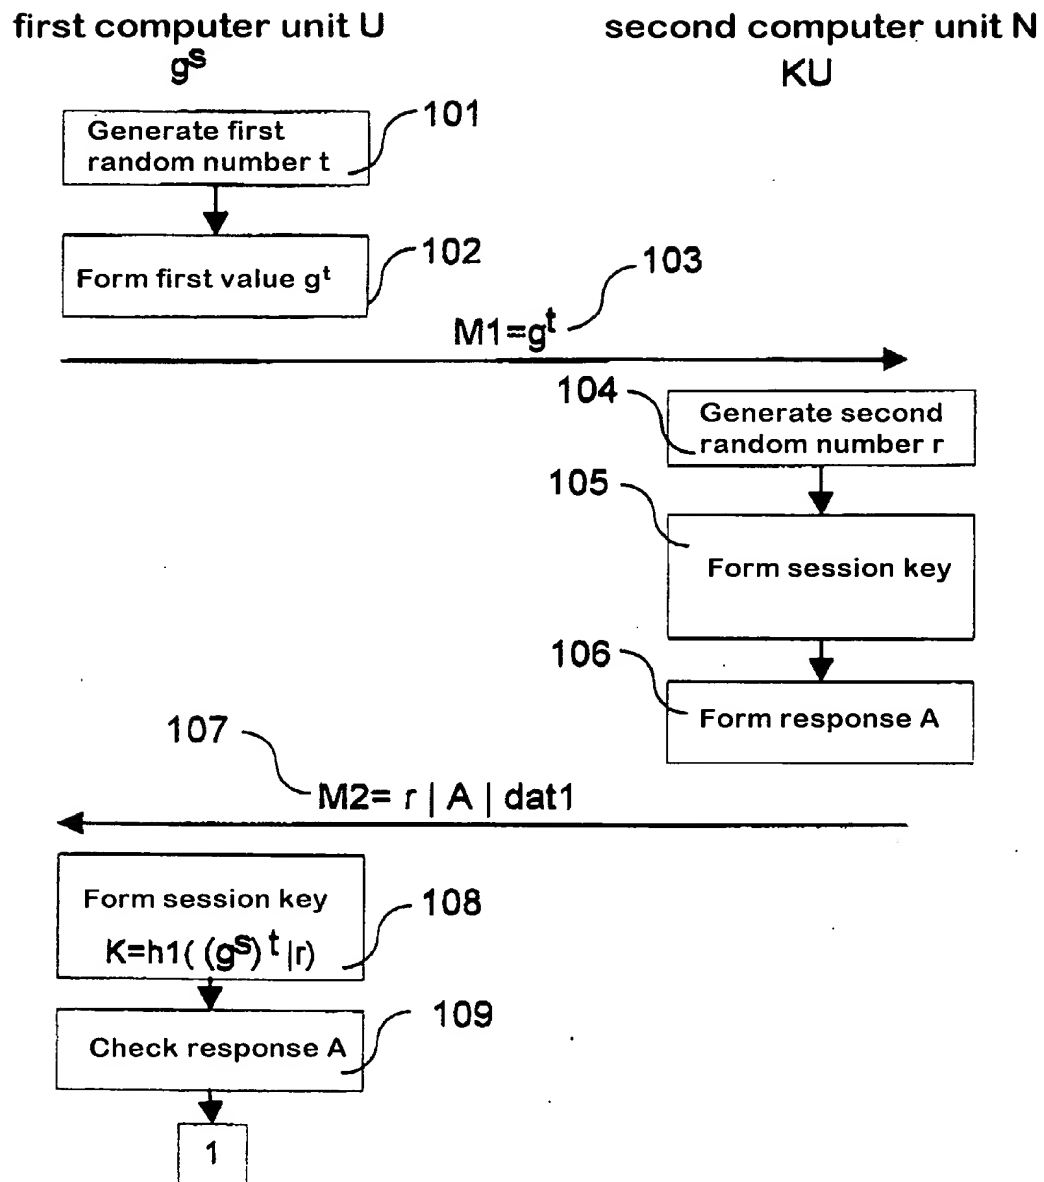 first computer unit U
second computer unit N
g^s
KU
101
Generate first
random number t
102
Form first value g^t
103
M1=g^t
104
Generate second
random number r
105
Form session key
106
Form response A
107
M2= r | A | dat1
Form session key
108
K=h1( (g^s)^t |r)
109
Check response A
1